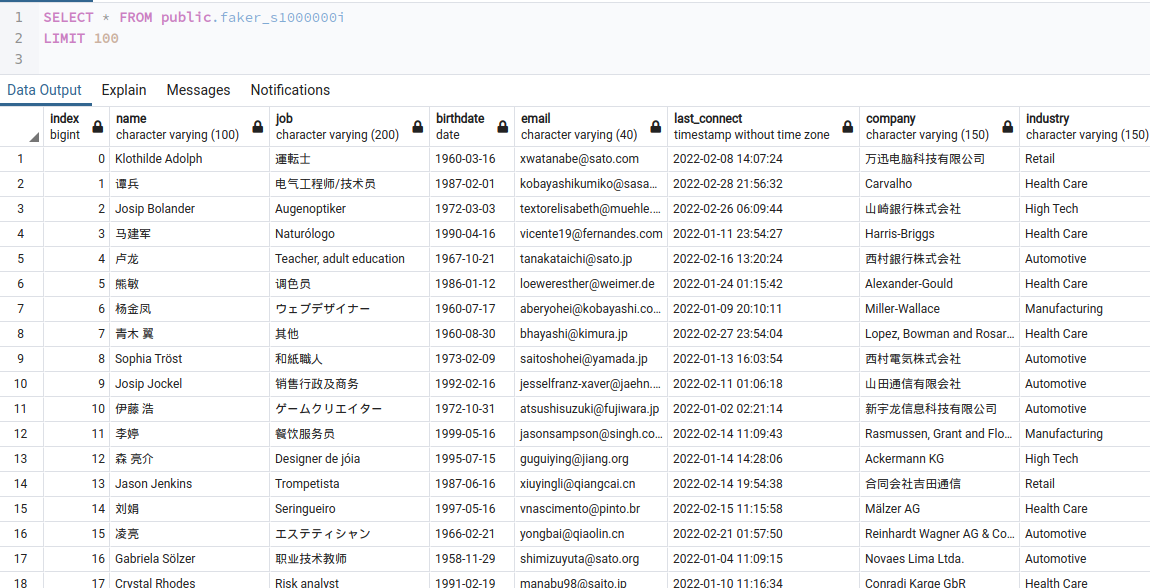 1 SELECT * FROM public.faker_s1000000i
2 LIMIT 100
3
Data Output Explain Messages Notifications
index name job birthdate email last_connect company industry
bigint character varying (100) character varying (200) date character varying (40) timestamp without time zone character varying (150) character varying (150)
1 0 Klothilde Adolph 運転士 1960-03-16 xwatanabe@sato.com 2022-02-08 14:07:24 万迅电脑科技有限公司 Retail
2 1 谭兵 电气工程师/技术员 1987-02-01 kobayashikumiko@sasa... 2022-02-28 21:56:32 Carvalho Health Care
3 2 Josip Bolander Augenoptiker 1972-03-03 textorelisabeth@muehle.... 2022-02-26 06:09:44 山崎銀行株式会社 High Tech
4 3 马建军 Naturólogo 1990-04-16 vicente19@fernandes.com 2022-01-11 23:54:27 Harris-Briggs Health Care
5 4 卢龙 Teacher, adult education 1967-10-21 tanakataichi@sato.jp 2022-02-16 13:20:24 西村銀行株式会社 Automotive
6 5 熊敏 调色员 1986-01-12 loeweresther@weimer.de 2022-01-24 01:15:42 Alexander-Gould Health Care
7 6 杨金凤 ウェブデザイナー 1960-07-17 aberyohei@kobayashi.co... 2022-01-09 20:10:11 Miller-Wallace Manufacturing
8 7 青木 翼 其他 1960-08-30 bhayashi@kimura.jp 2022-02-27 23:54:04 Lopez, Bowman and Rosar... Health Care
9 8 Sophia Tröst 和紙職人 1973-02-09 saitoshohei@yamada.jp 2022-01-13 16:03:54 西村電気株式会社 Automotive
10 9 Josip Jockel 销售行政及商务 1992-02-16 jesselfranz-xaver@jaehn.... 2022-02-11 01:06:18 山田通信有限会社 Automotive
11 10 伊藤 浩 ゲームクリエイター 1972-10-31 atsushisuzuki@fujiwara.jp 2022-01-02 02:21:14 新宇龙信息科技有限公司 Automotive
12 11 李婷 餐饮服务员 1999-05-16 jasonsampson@singh.co... 2022-02-14 11:09:43 Rasmussen, Grant and Flo... Manufacturing
13 12 森 亮介 Designer de jóia 1995-07-15 guguiying@jiang.org 2022-01-14 14:28:06 Ackermann KG High Tech
14 13 Jason Jenkins Trompetista 1987-06-16 xiuyingli@qiangcai.cn 2022-02-14 19:54:38 合同会社吉田通信 Retail
15 14 刘娟 Seringueiro 1997-05-16 vnascimento@pinto.br 2022-02-15 11:15:58 Mälzer AG Health Care
16 15 凌亮 エステティシャン 1966-02-21 yongbai@qiaolin.cn 2022-02-21 01:57:50 Reinhardt Wagner AG & Co... Automotive
17 16 Gabriela Sölzer 职业技术教师 1958-11-29 shimizuyuta@sato.org 2022-01-04 11:09:15 Novaes Lima Ltda. Automotive
18 17 Crystal Rhodes Risk analyst 1991-02-19 manabu98@saito.jp 2022-01-10 11:16:34 Conradi Karge GbR Health Care